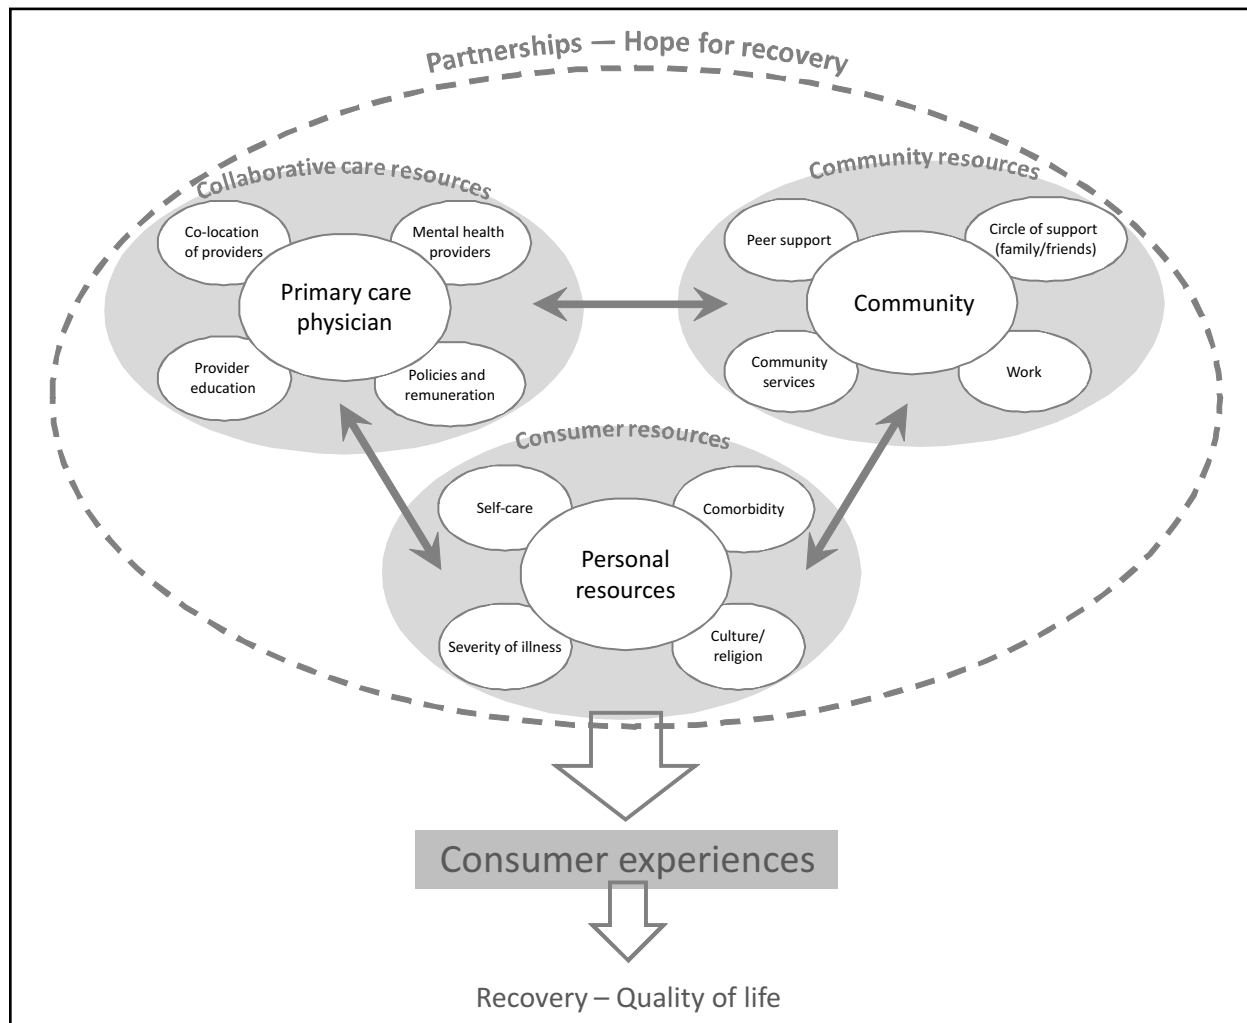 Partnerships — Hope for recovery
Collaborative care resources
Co-location
of providers
Mental health
providers
Primary care
physician
Provider
education
Policies and
remuneration
Community resources
Peer support
Circle of support
(family/friends)
Community
Community
services
Work
Consumer resources
Self-care
Comorbidity
Personal
resources
Severity of illness
Culture/
religion
Consumer experiences
Recovery – Quality of life